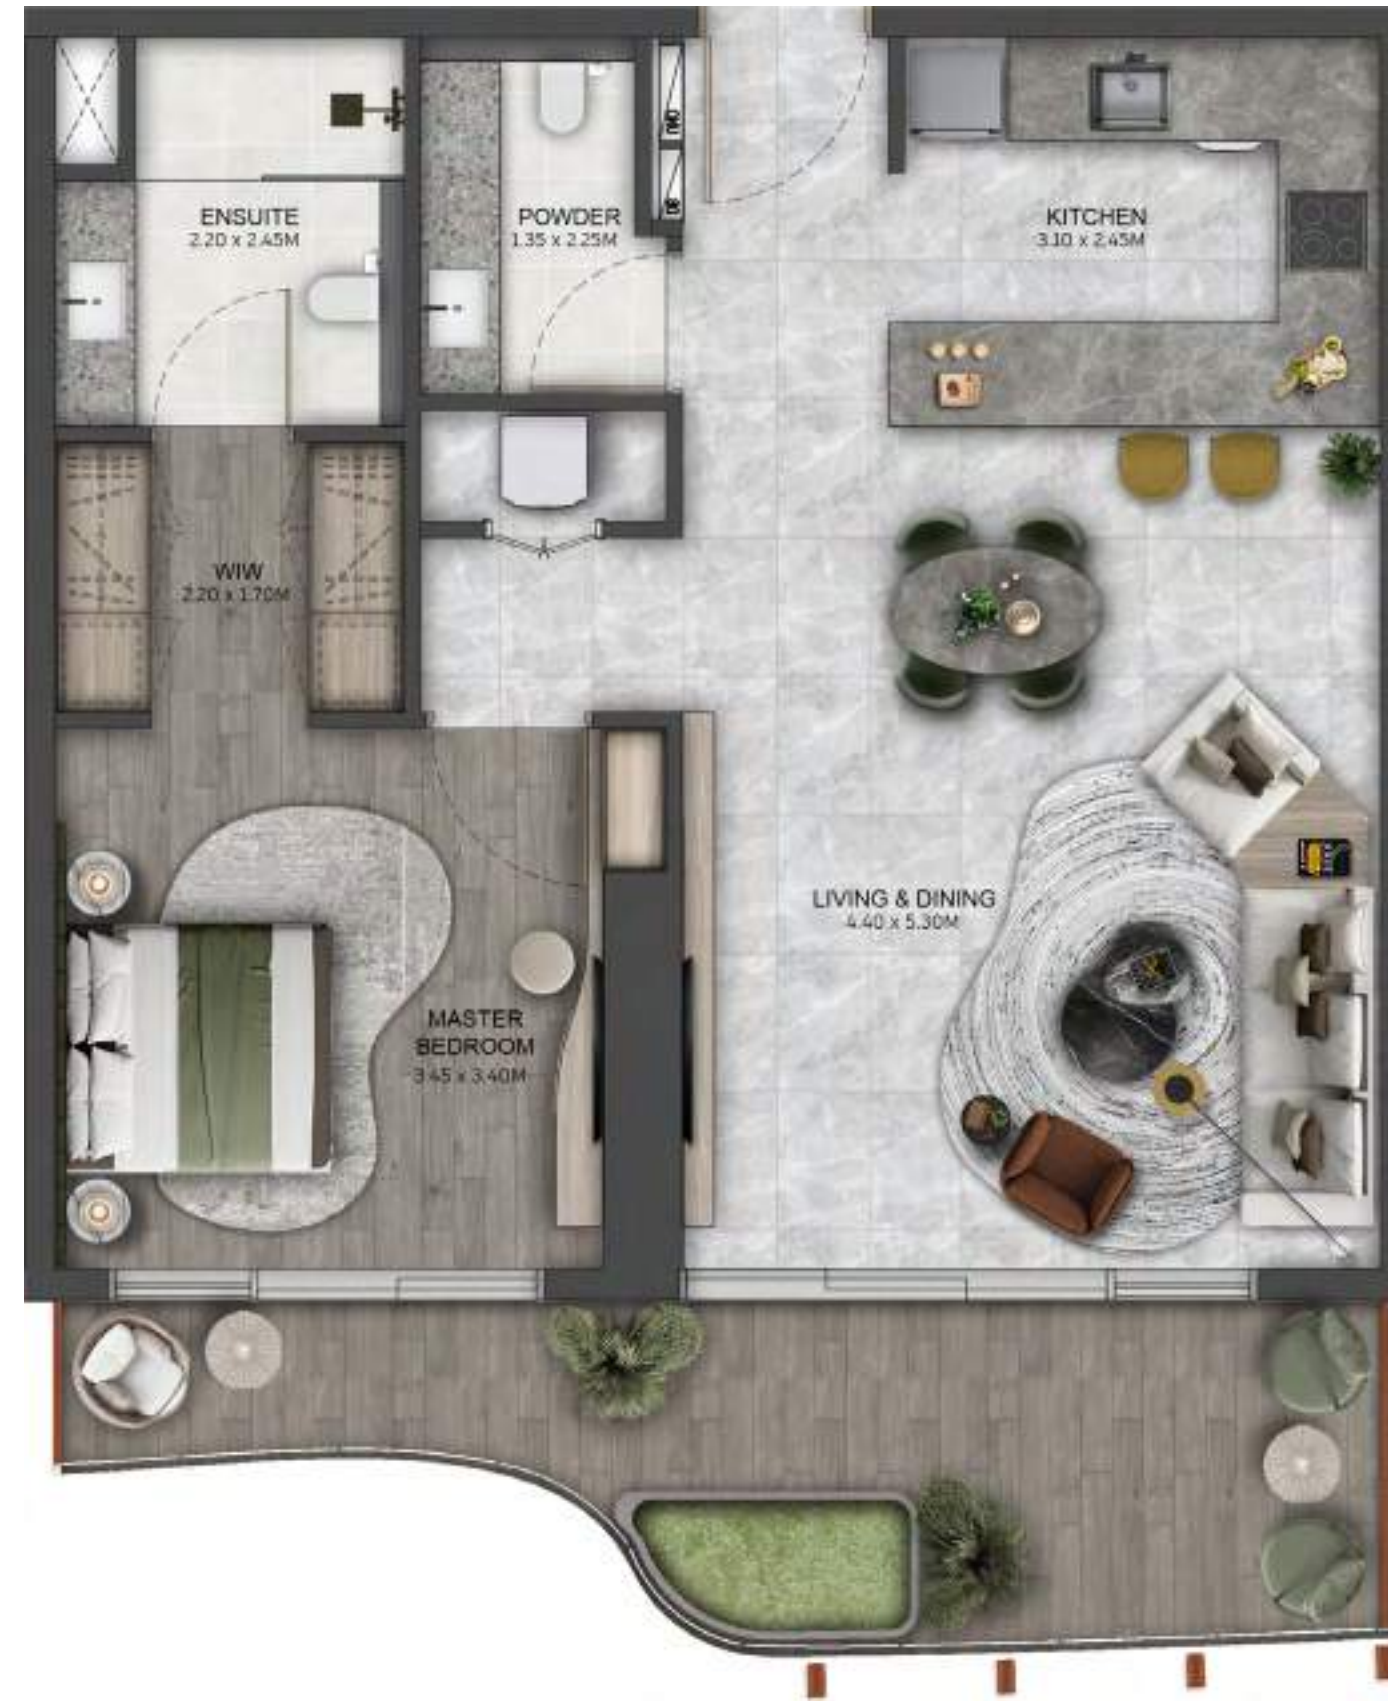 ENSUITE
2.20 x 2.45M
POWDER
1.35 x 2.25M
KITCHEN
3.10 x 2.45M
DB
WIW
2.20 x 1.70M
LIVING & DINING
4.40 x 5.30M
MASTER
BEDROOM
3.45 x 3.40M